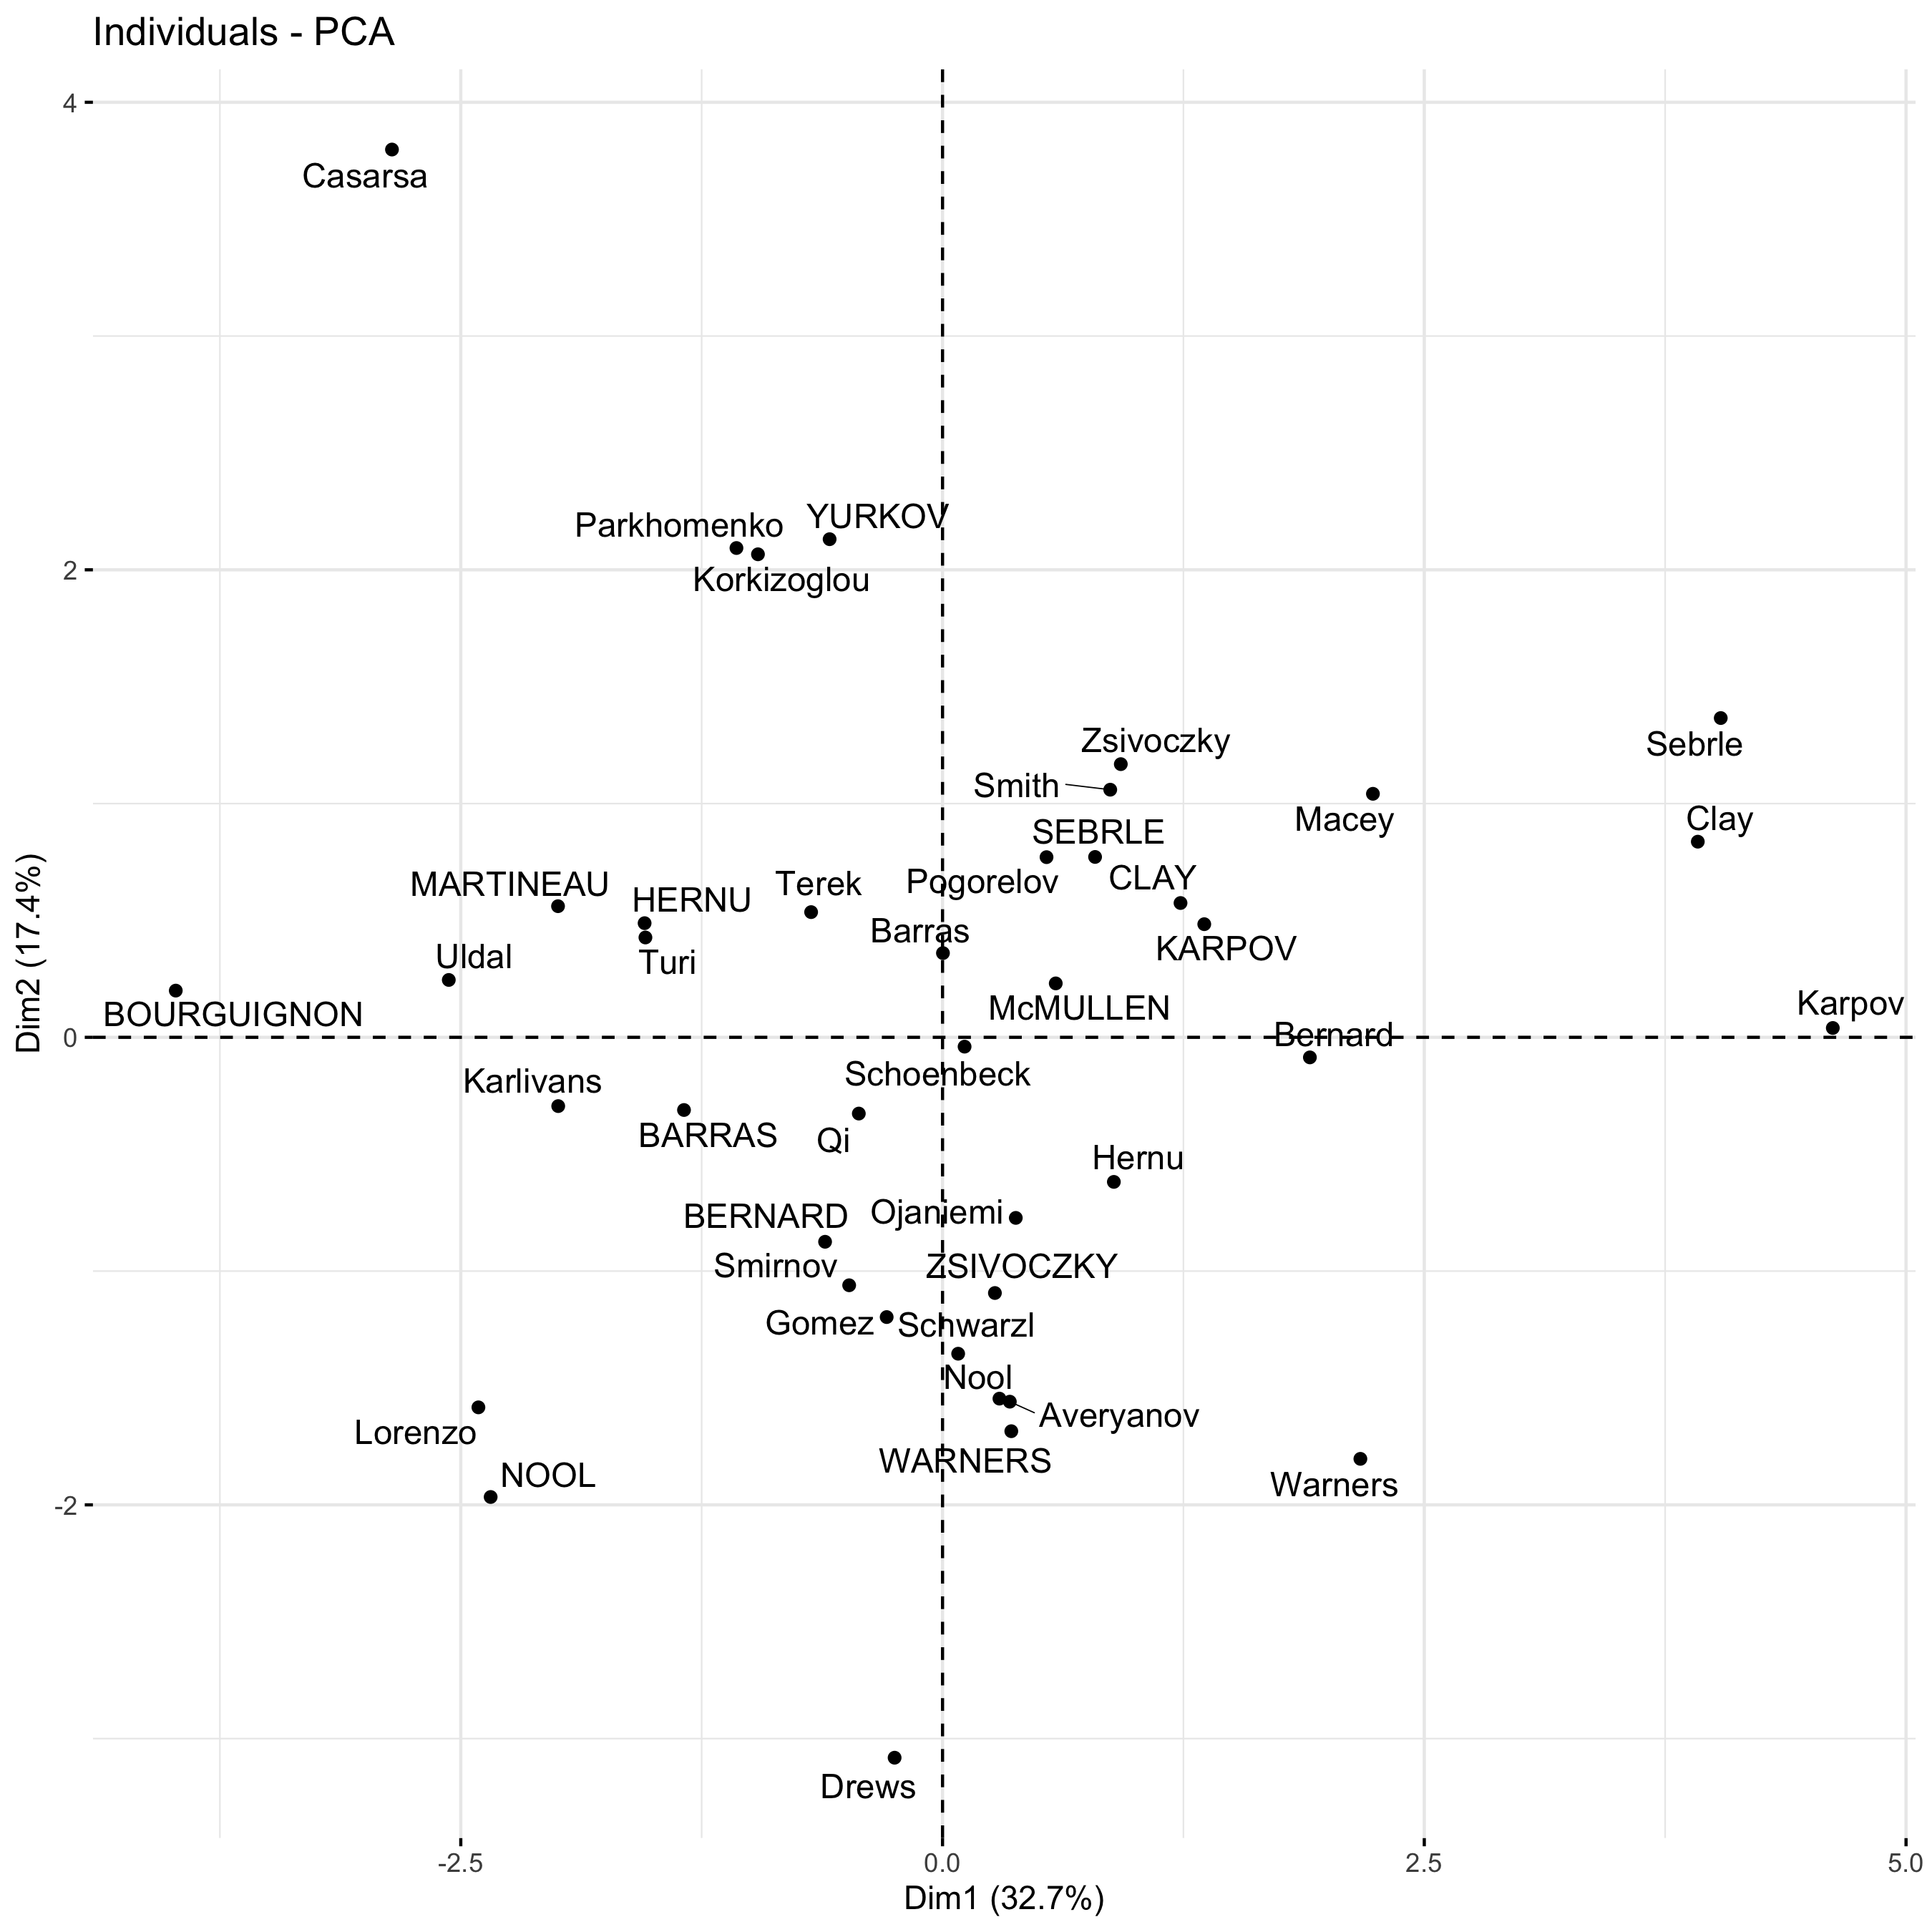 Individuals - PCA
4
Casarsa
YURKOV
Parkhomenko
2
Korkizoglou
Zsivoczky
Sebrle
Smith
Macey
Clay
SEBRLE
Pogorelov
CLAY
MARTINEAU
HERNU
Terek
Barras
KARPOV
Uldal
Turi
BOURGUIGNON
McMULLEN
Karpov
Bernard
0
Schoenbeck
Karlivans
BARRAS
Qi
Hernu
BERNARD
Ojaniemi
Smirnov
ZSIVOCZKY
Gomez
Schwarzl
Nool
Averyanov
Lorenzo
WARNERS
NOOL
Warners
-2
Drews
Dim2 (17.4%)
-2.5
0.0
2.5
5.0
Dim1 (32.7%)